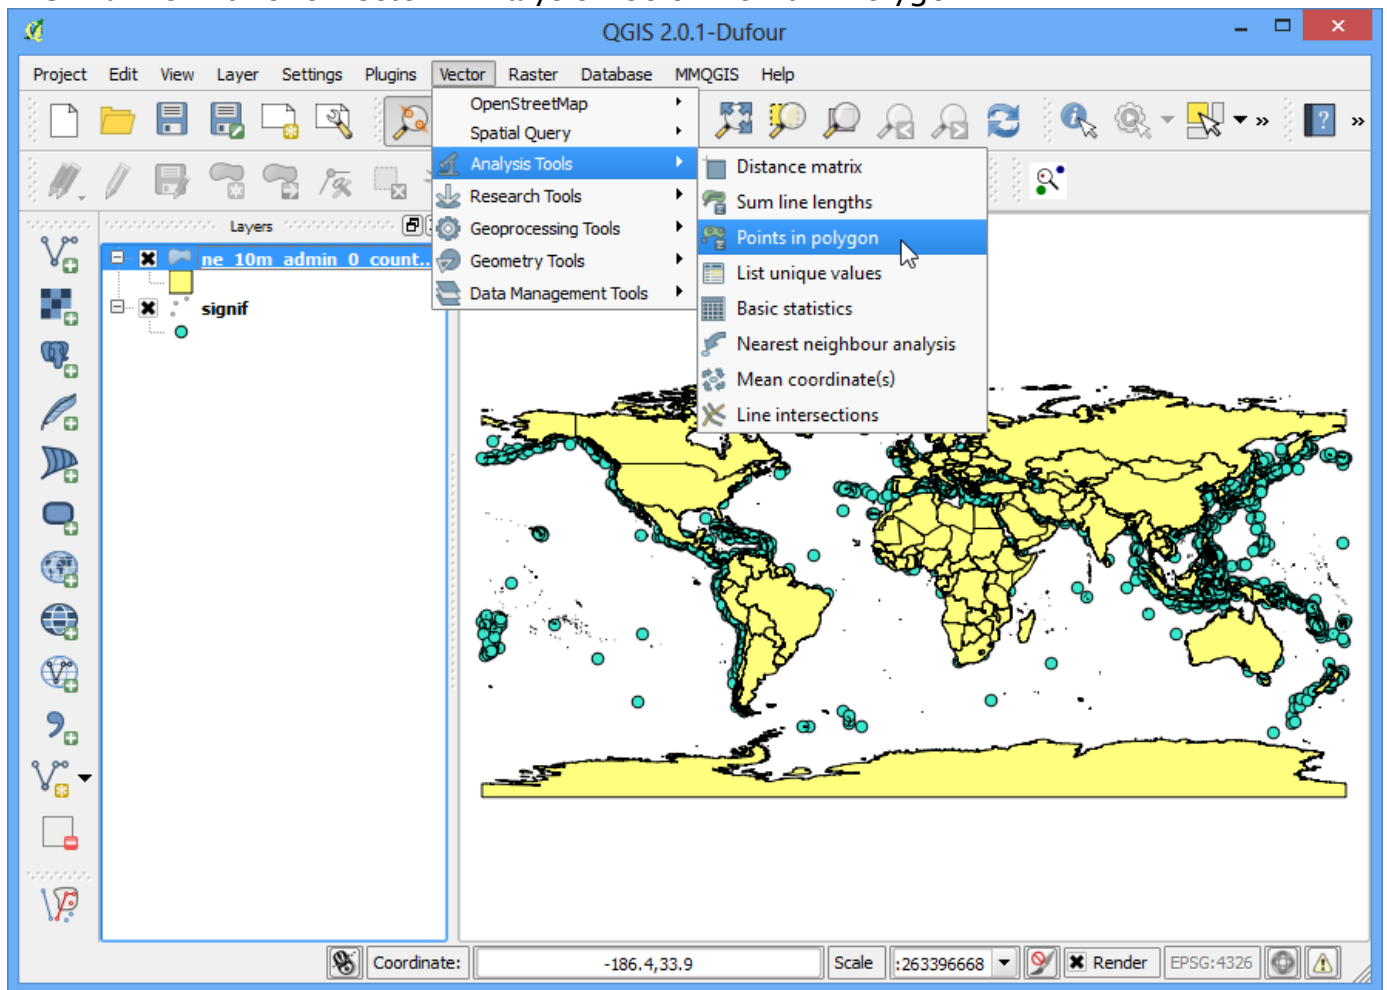 QGIS 2.0.1-Dufour
Project Edit View Layer Settings Plugins Vector Raster Database MMQGIS Help
OpenStreetMap
Spatial Query
Analysis Tools
Research Tools
Geoprocessing Tools
Geometry Tools
Data Management Tools
Distance matrix
Sum line lengths
Points in polygon
List unique values
Basic statistics
Nearest neighbour analysis
Mean coordinate(s)
Line intersections
Layers
ne_10m_admin_0_count...
signif
Coordinate: -186.4,33.9 Scale :263396668 Render EPSG:4326